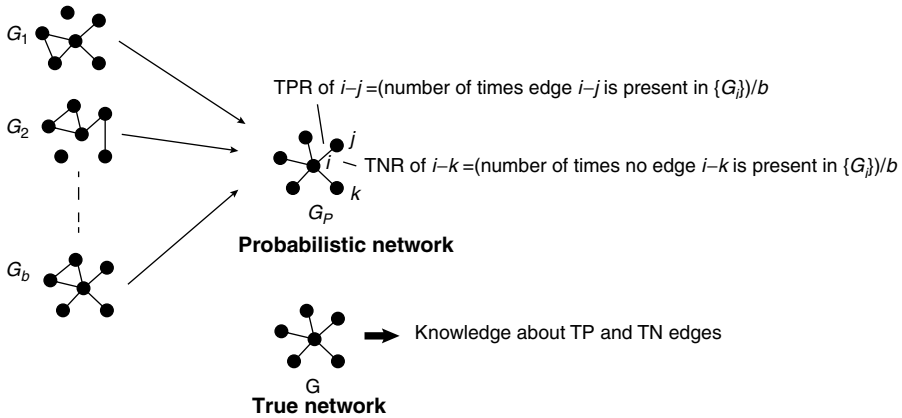 G1
G2
Gb
TPR of i–j =(number of times edge i–j is present in {Gi})/b
j
i
TNR of i–k =(number of times no edge i–k is present in {Gi})/b
k
GP
Probabilistic network
Knowledge about TP and TN edges
G
True network